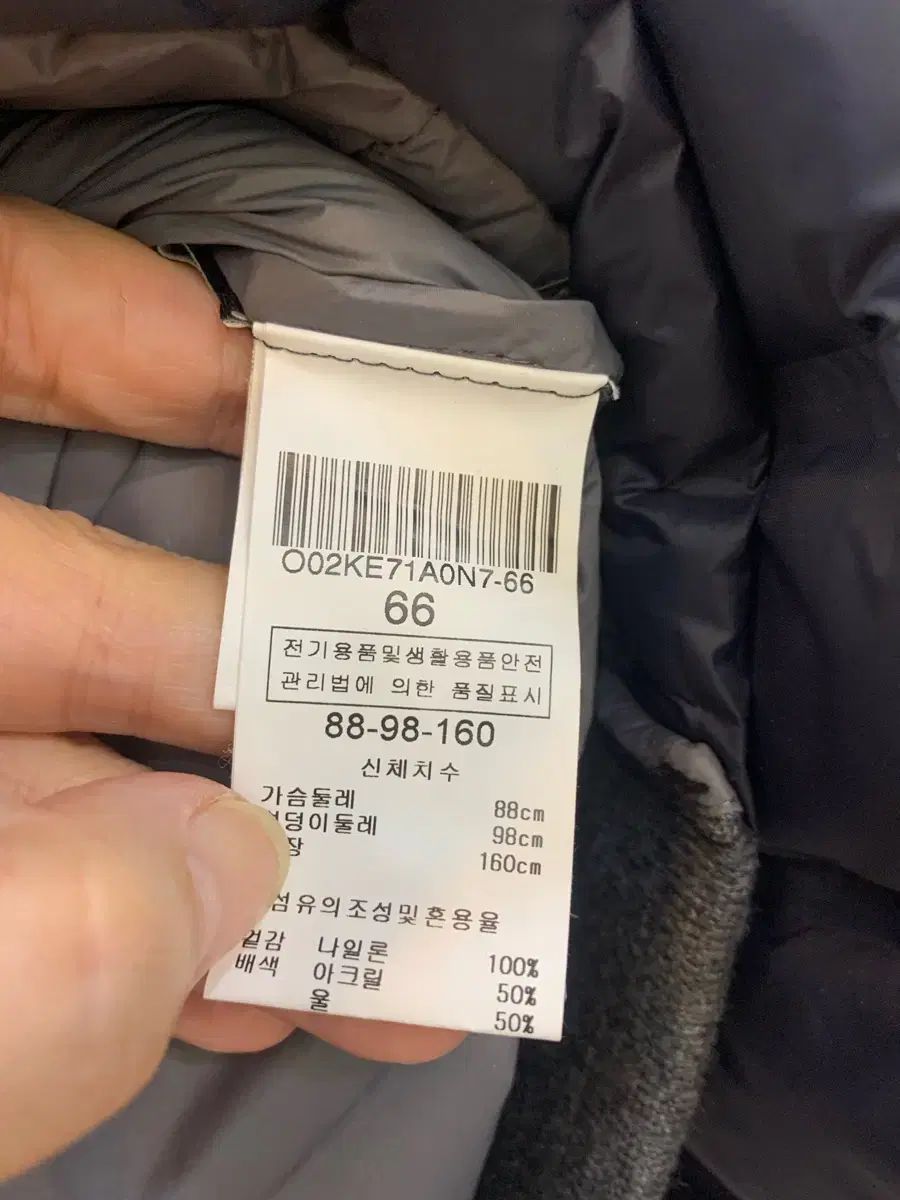 O02KE71A0N7-66
66
전기용품및생활용품안전
관리법에 의한 품질표시
88-98-160
신체치수
가슴둘레 88cm
덩이둘레 98cm
장 160cm
섬유의조성및혼용율
겉감 나일론 100%
배색 아크릴 50%
울 50%